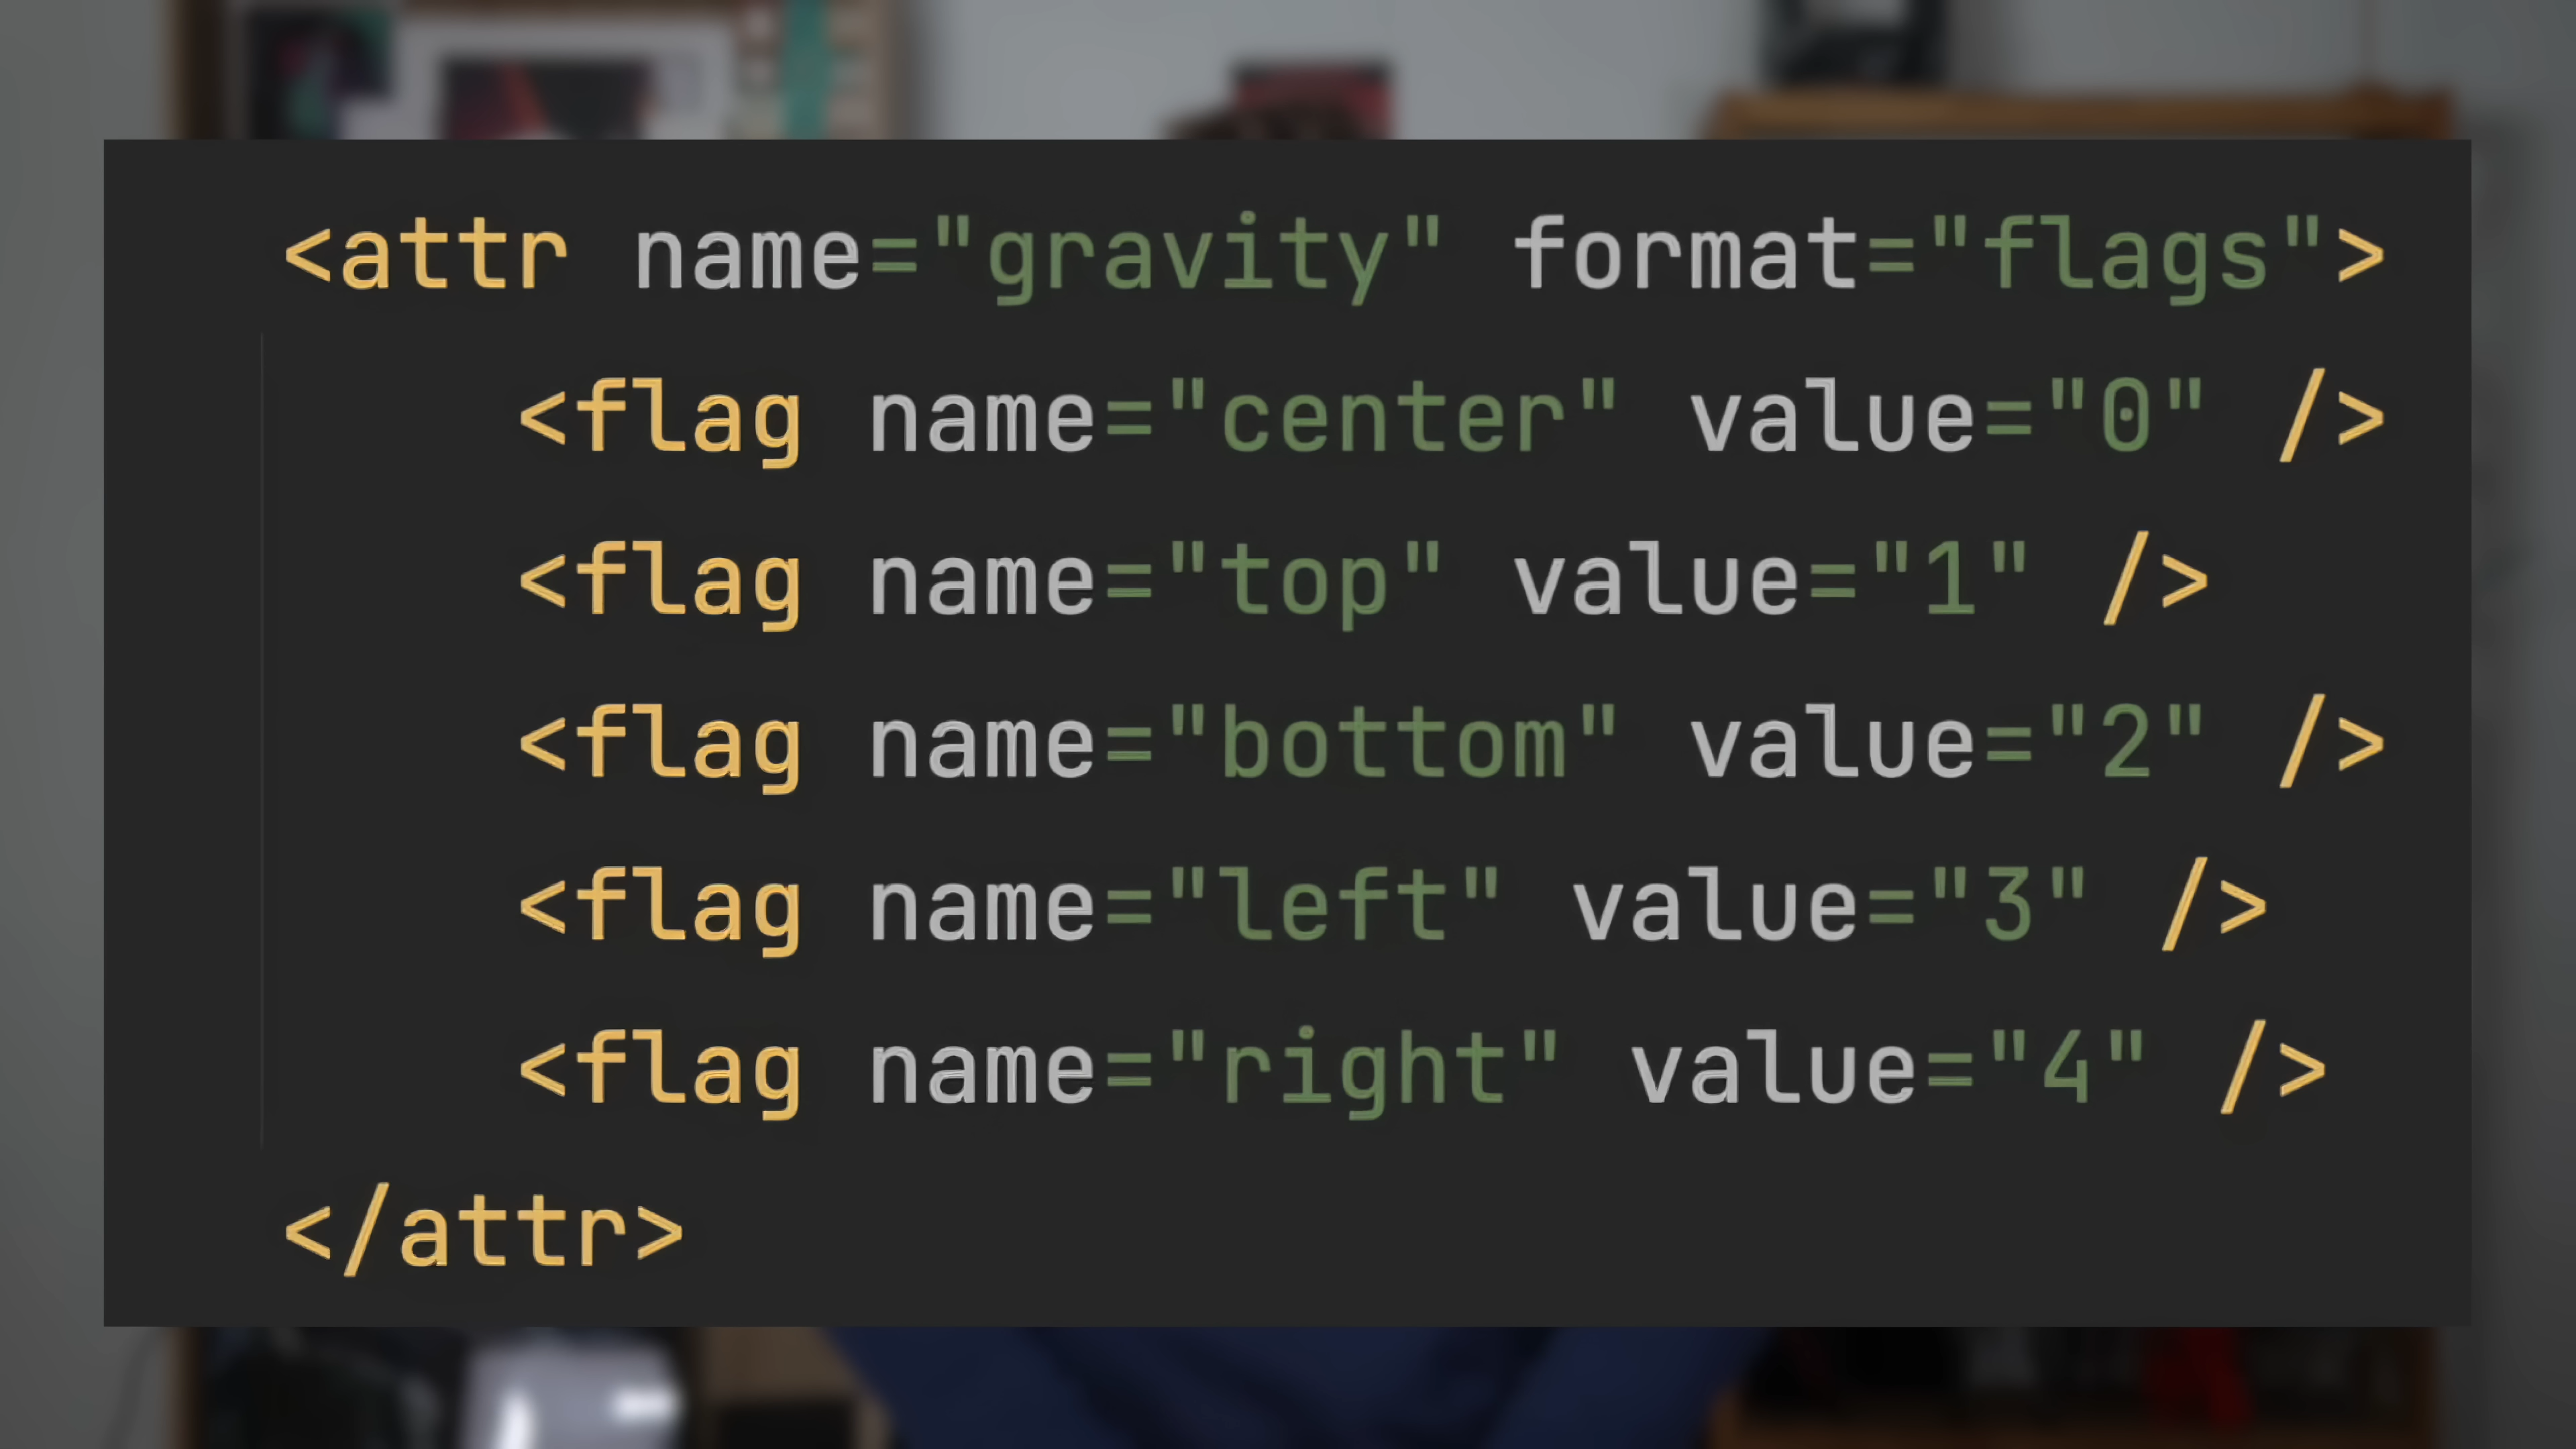 <attr name="gravity" format="flags">
<flag name="center" value="0" />
<flag name="top" value="1" />
<flag name="bottom" value="2" />
<flag name="left" value="3" />
<flag name="right" value="4" />
</attr>